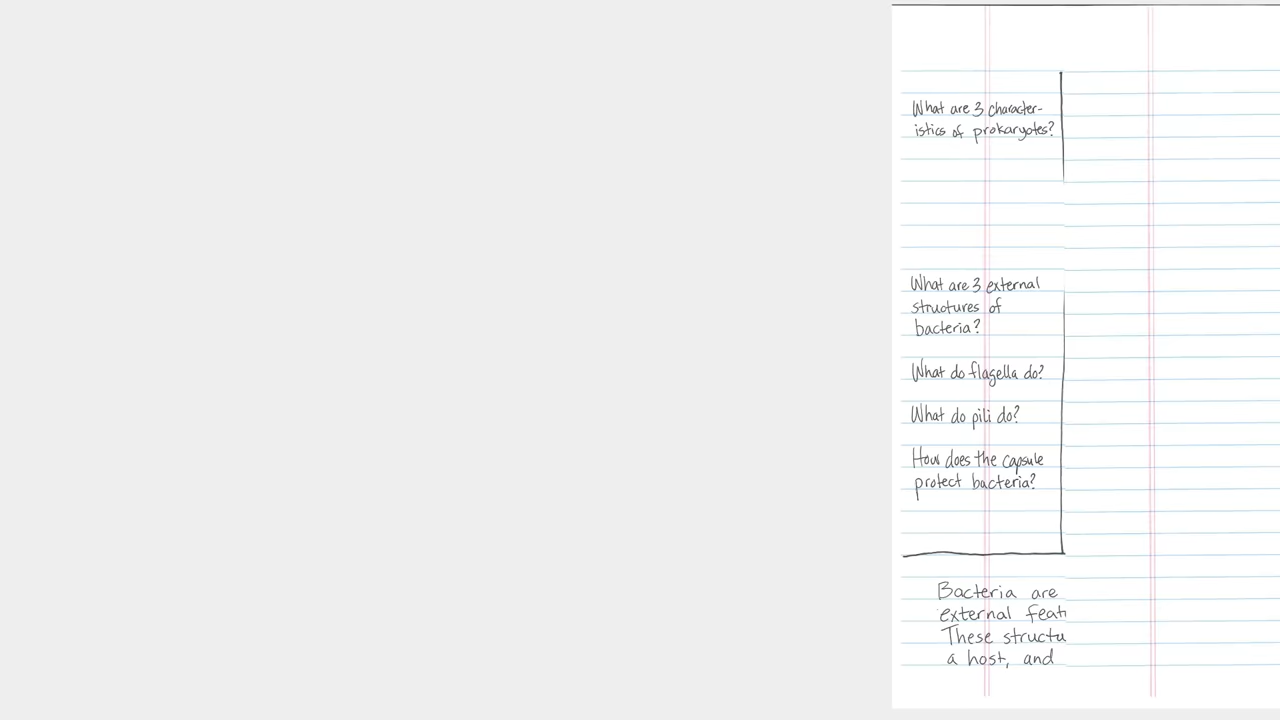 What are 3 character-
istics of prokaryotes?
What are 3 external
structures of
bacteria?
What do flagella do?
What do pili do?
How does the capsule
protect bacteria?
Bacteria are
external
These
a host, and